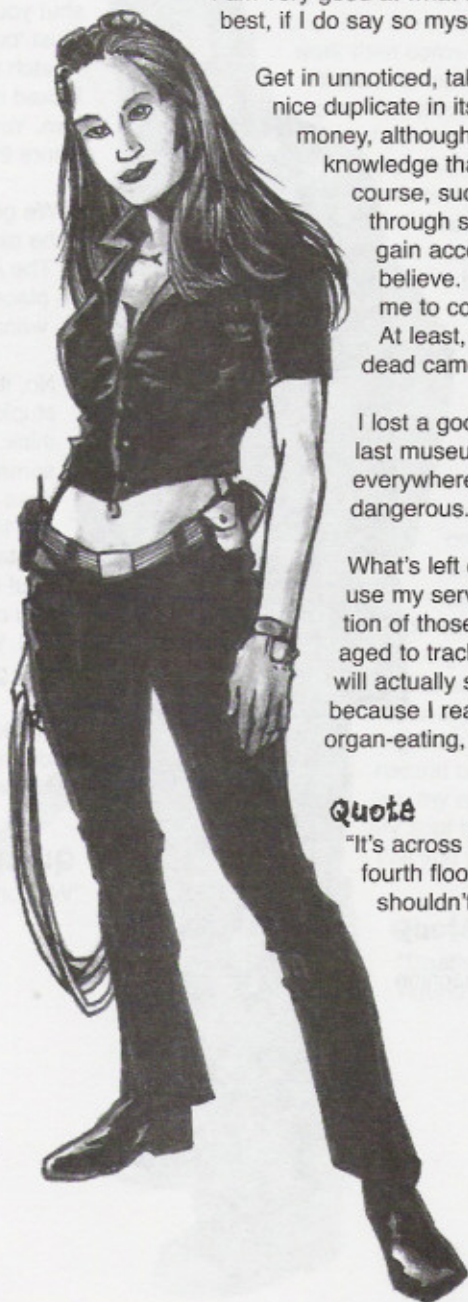 best, if I do say so mys
Get in unnoticed, tal
nice duplicate in its
money, although
knowledge tha
course, suc
through s
gain acc
believe.
me to co
At least,
dead cam
I lost a goo
last museu
everywhere
dangerous.
What's left
use my serv
tion of those
aged to track
will actually s
because I rea
organ-eating,
Quote
"It's across
fourth floo
shouldn't